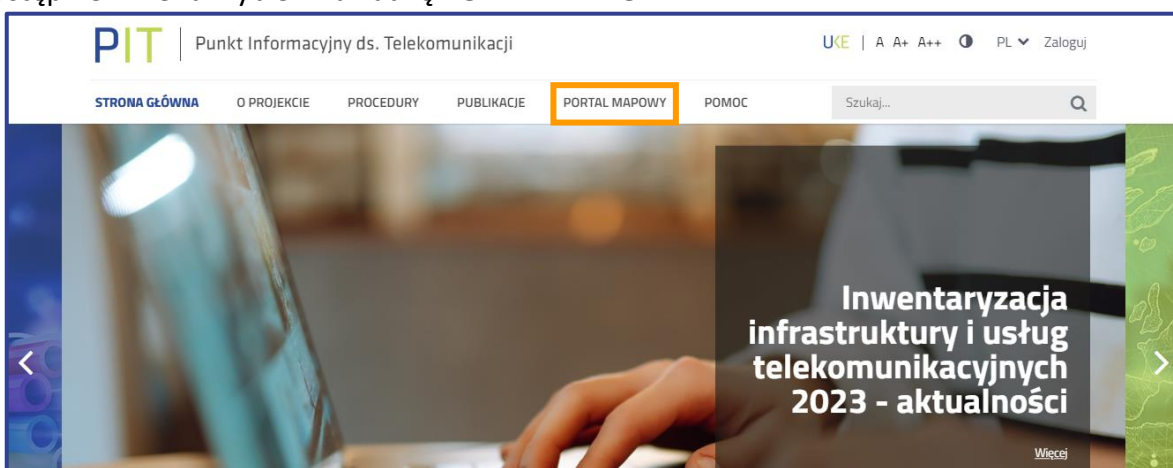 PIT | Punkt Informacyjny ds. Telekomunikacji
UKE | A A+ A++ PL Zaloguj
STRONA GŁÓWNA O PROJEKCIE PROCEDURY PUBLIKACJE PORTAL MAPOWY POMOC Szukaj...
Inwentaryzacja
infrastruktury i usług
telekomunikacyjnych
2023 - aktualności
Więcej